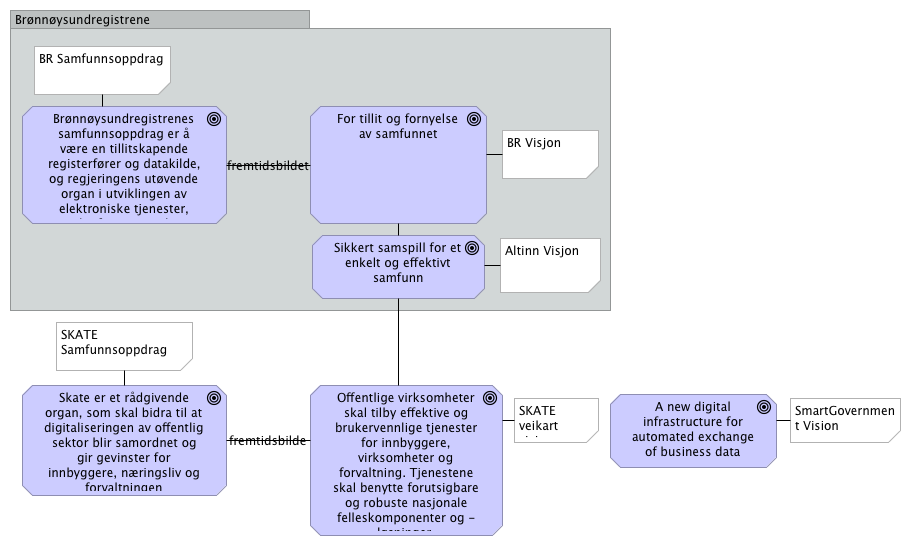 Brønnøysundregistrene
BR Samfunnsoppdrag
Brønnøysundregistrenes
samfunnsoppdrag er å
være en tillitskapende
registerfører og datakilde,
og regjeringens utøvende
organ i utviklingen av
elektroniske tjenester,
fremtidsbildet
For tillit og fornyelse
av samfunnet
BR Visjon
Sikkert samspill for et
enkelt og effektivt
samfunn
Altinn Visjon
SKATE
Samfunnsoppdrag
Skate er et rådgivende
organ, som skal bidra til at
digitaliseringen av offentlig
sektor blir samordnet og
gir gevinster for
innbyggere, næringsliv og
forvaltningen
fremtidsbilde
Offentlige virksomheter
skal tilby effektive og
brukervennlige tjenester
for innbyggere,
virksomheter og
forvaltning. Tjenestene
skal benytte forutsigbare
og robuste nasjonale
felleskomponenter og -
løsninger
SKATE
veikart
A new digital
infrastructure for
automated exchange
of business data
SmartGovernmen
t Vision